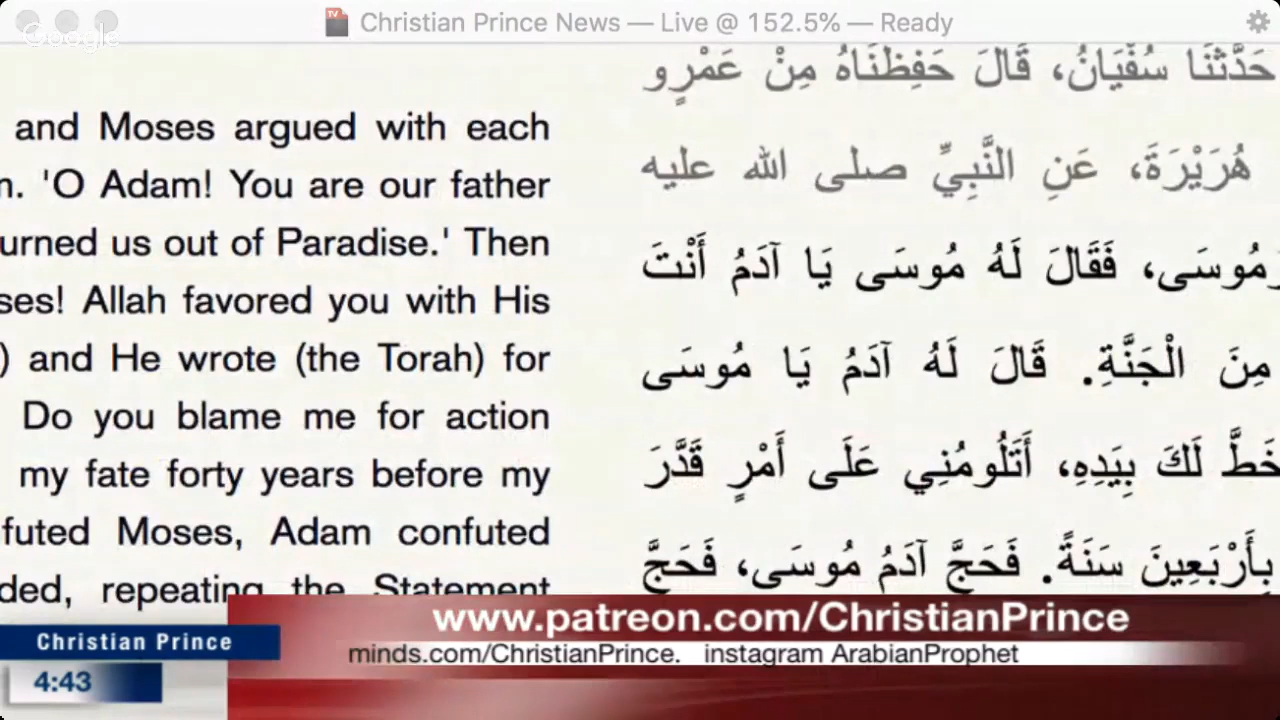 Christian Prince News — Live @ 152.5% — Ready
Google
and Moses argued with each
'O Adam! You are our father
us out of Paradise.' Then
Allah favored you with His
and He wrote (the Torah) for
Do you blame me for action
my fate forty years before my
Moses, Adam confuted
repeating the Statement
حَدَّثَنَا سُفْيَانُ، قَالَ حَفِظْنَاهُ مِنْ عَمْرٍو
هُرَيْرَةَ، عَنِ النَّبِيِّ صلى الله عليه
وَمُوسَى، فَقَالَ لَهُ مُوسَى يَا آدَمُ أَنْتَ
مِنَ الْجَنَّةِ. قَالَ لَهُ آدَمُ يَا مُوسَى
خَطَّ لَكَ بِيَدِهِ، أَتَلُومُنِي عَلَى أَمْرٍ قَدَّرَ
بِأَرْبَعِينَ سَنَةً. فَحَجَّ آدَمُ مُوسَى، فَحَجَّ
www.patreon.com/ChristianPrince
Christian Prince
minds.com/ChristianPrince. instagram ArabianProphet
4:43